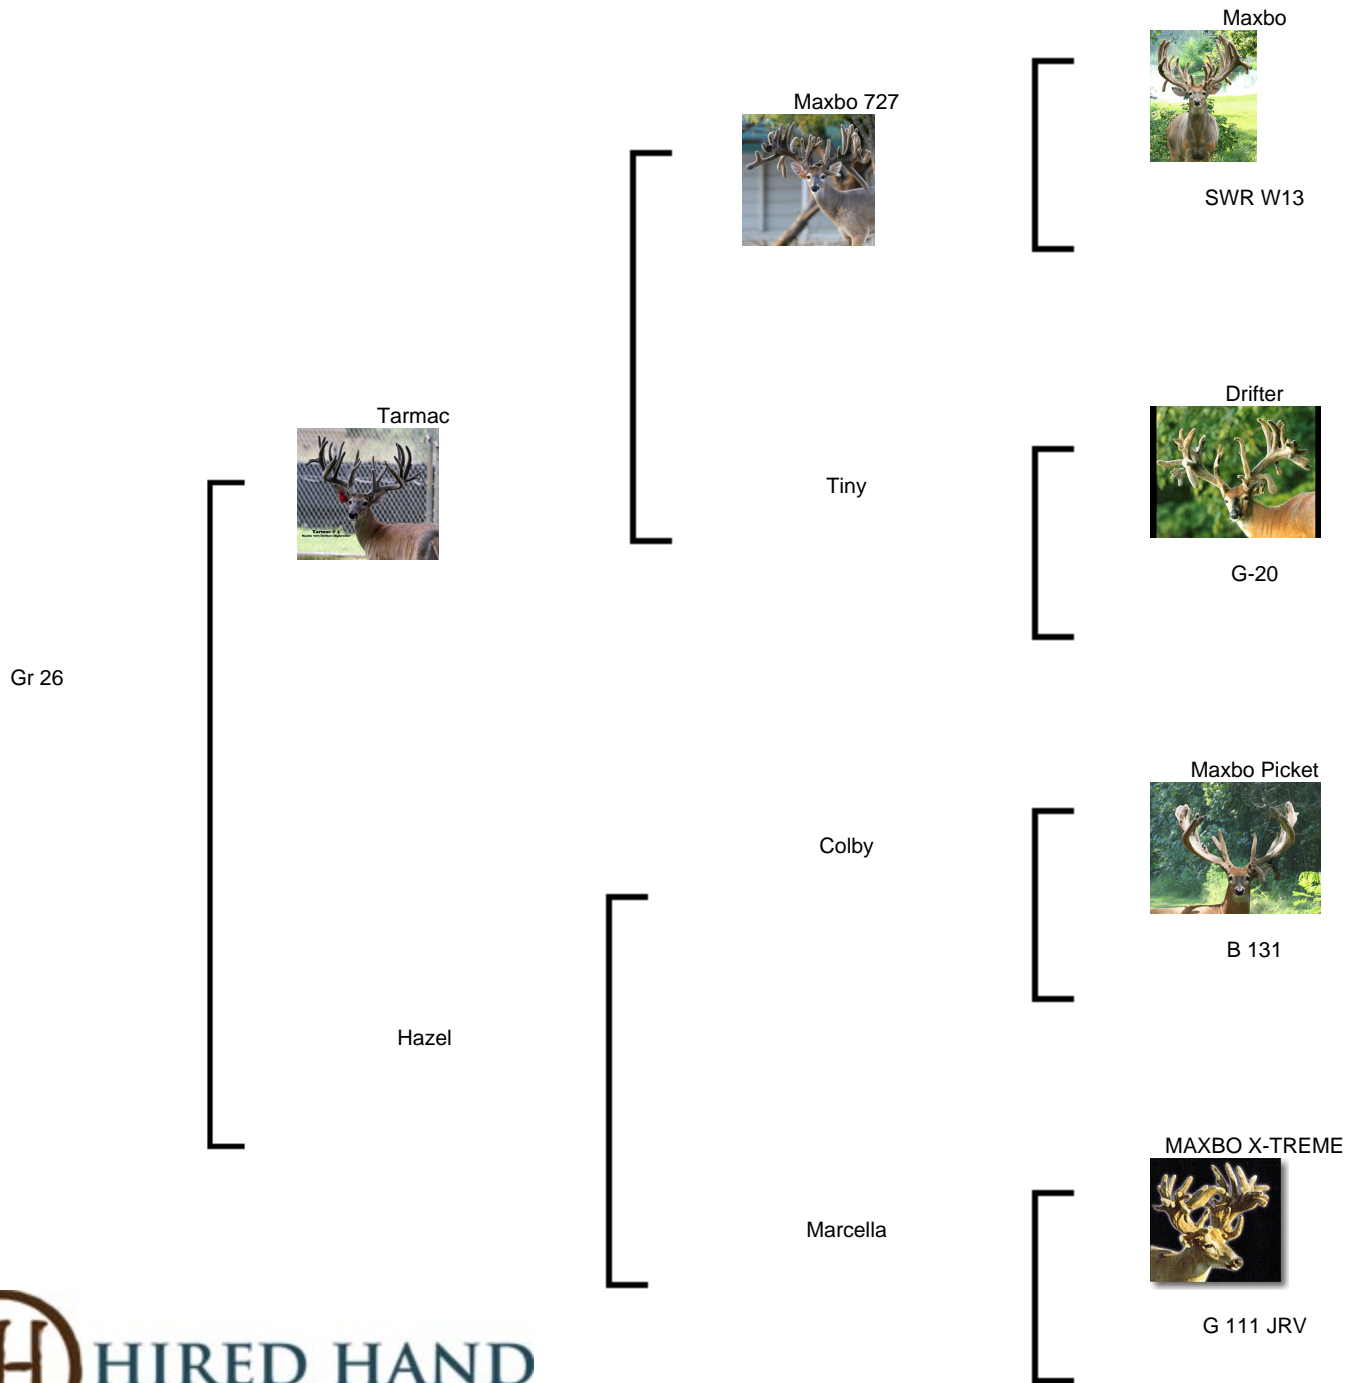 Maxbo
Maxbo 727
SWR W13
Drifter
Tarmac
Tiny
G-20
Gr 26
Maxbo Picket
Colby
B 131
Hazel
MAXBO X-TREME
Marcella
G 111 JRV
H HIRED HAND